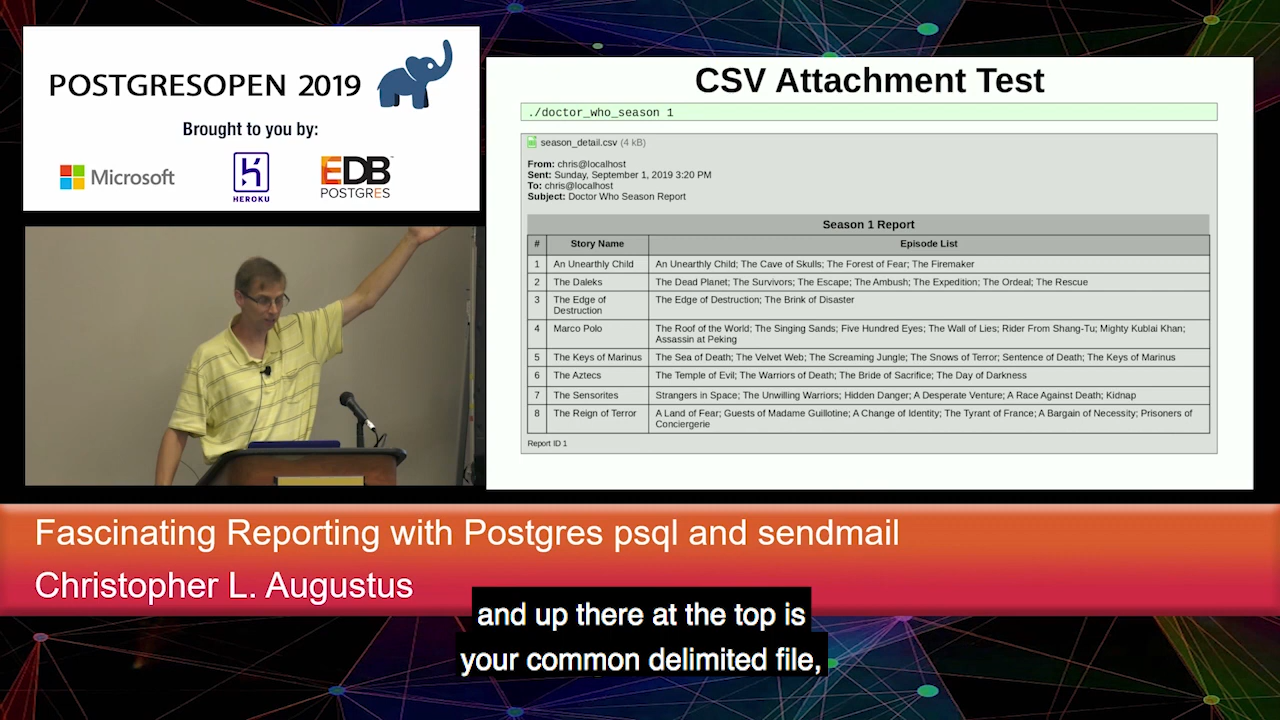 POSTGRESOPEN 2019
Brought to you by:
Microsoft
HEROKU
EDB
POSTGRES
CSV Attachment Test
./doctor_who_season 1
season_detail.csv (4 kB)
From: chris@localhost
Sent: Sunday, September 1, 2019 3:20 PM
To: chris@localhost
Subject: Doctor Who Season Report
Season 1 Report
# Story Name Episode List
1 An Unearthly Child An Unearthly Child; The Cave of Skulls; The Forest of Fear; The Firemaker
2 The Daleks The Dead Planet; The Survivors; The Escape; The Ambush; The Expedition; The Ordeal; The Rescue
3 The Edge of The Edge of Destruction; The Brink of Disaster
Destruction
4 Marco Polo The Roof of the World; The Singing Sands; Five Hundred Eyes; The Wall of Lies; Rider From Shang-Tu; Mighty Kublai Khan;
Assassin at Peking
5 The Keys of Marinus The Sea of Death; The Velvet Web; The Screaming Jungle; The Snows of Terror; Sentence of Death; The Keys of Marinus
6 The Aztecs The Temple of Evil; The Warriors of Death; The Bride of Sacrifice; The Day of Darkness
7 The Sensorites Strangers in Space; The Unwilling Warriors; Hidden Danger; A Desperate Venture; A Race Against Death; Kidnap
8 The Reign of Terror A Land of Fear; Guests of Madame Guillotine; A Change of Identity; The Tyrant of France; A Bargain of Necessity; Prisoners of
Conciergerie
Report ID 1
Fascinating Reporting with Postgres psql and sendmail
Christopher L. Augustus
and up there at the top is
your common delimited file,